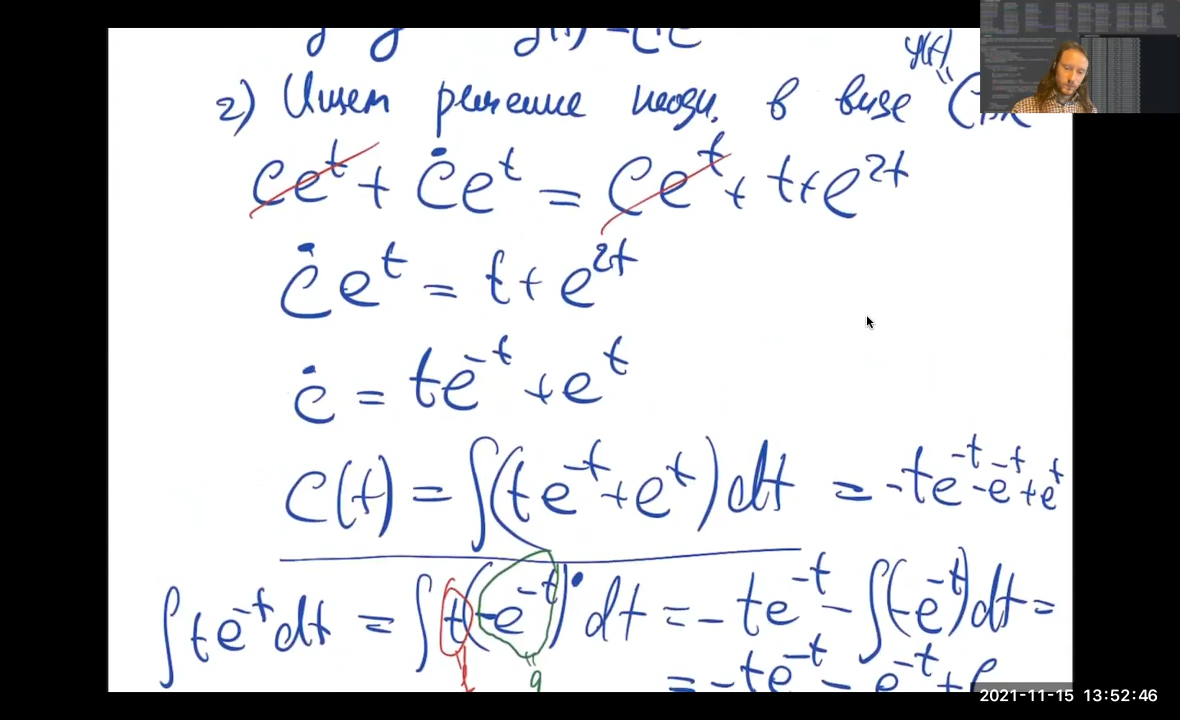 2) Ищем решение неодн. в виде
Ce^t + Ċe^t = Ce^t + t + e^{2t}
Ċe^t = t + e^{2t}
Ċ = te^{-t} + e^t
C(t) = ∫(te^{-t} + e^t)dt = -te^{-t} - e^{-t} + e^t
∫te^{-t}dt = ∫t(-e^{-t})˙dt = -te^{-t} - ∫(-e^{-t})dt =
= -te^{-t} - e^{-t} +
2021-11-15 13:52:46